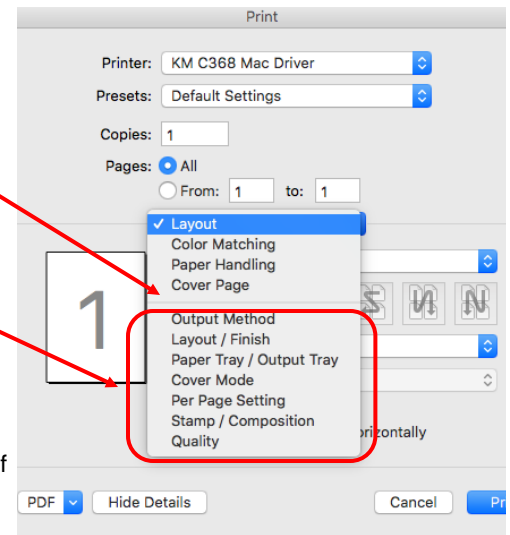 Print
Printer: KM C368 Mac Driver
Presets: Default Settings
Copies: 1
Pages: All
From: 1 to: 1
✓ Layout
Color Matching
Paper Handling
Cover Page
Output Method
Layout / Finish
Paper Tray / Output Tray
Cover Mode
Per Page Setting
Stamp / Composition
Quality
1
orizontally
f
PDF Hide Details Cancel Pr